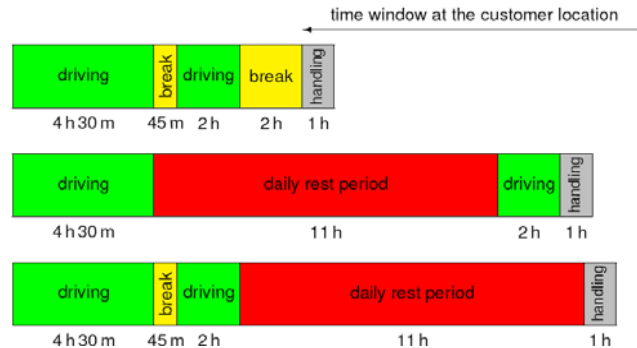 time window at the customer location
driving break driving break handling
4 h 30 m 45 m 2 h 2 h 1 h
driving daily rest period driving handling
4 h 30 m 11 h 2 h 1 h
driving break driving daily rest period handling
4 h 30 m 45 m 2 h 11 h 1 h